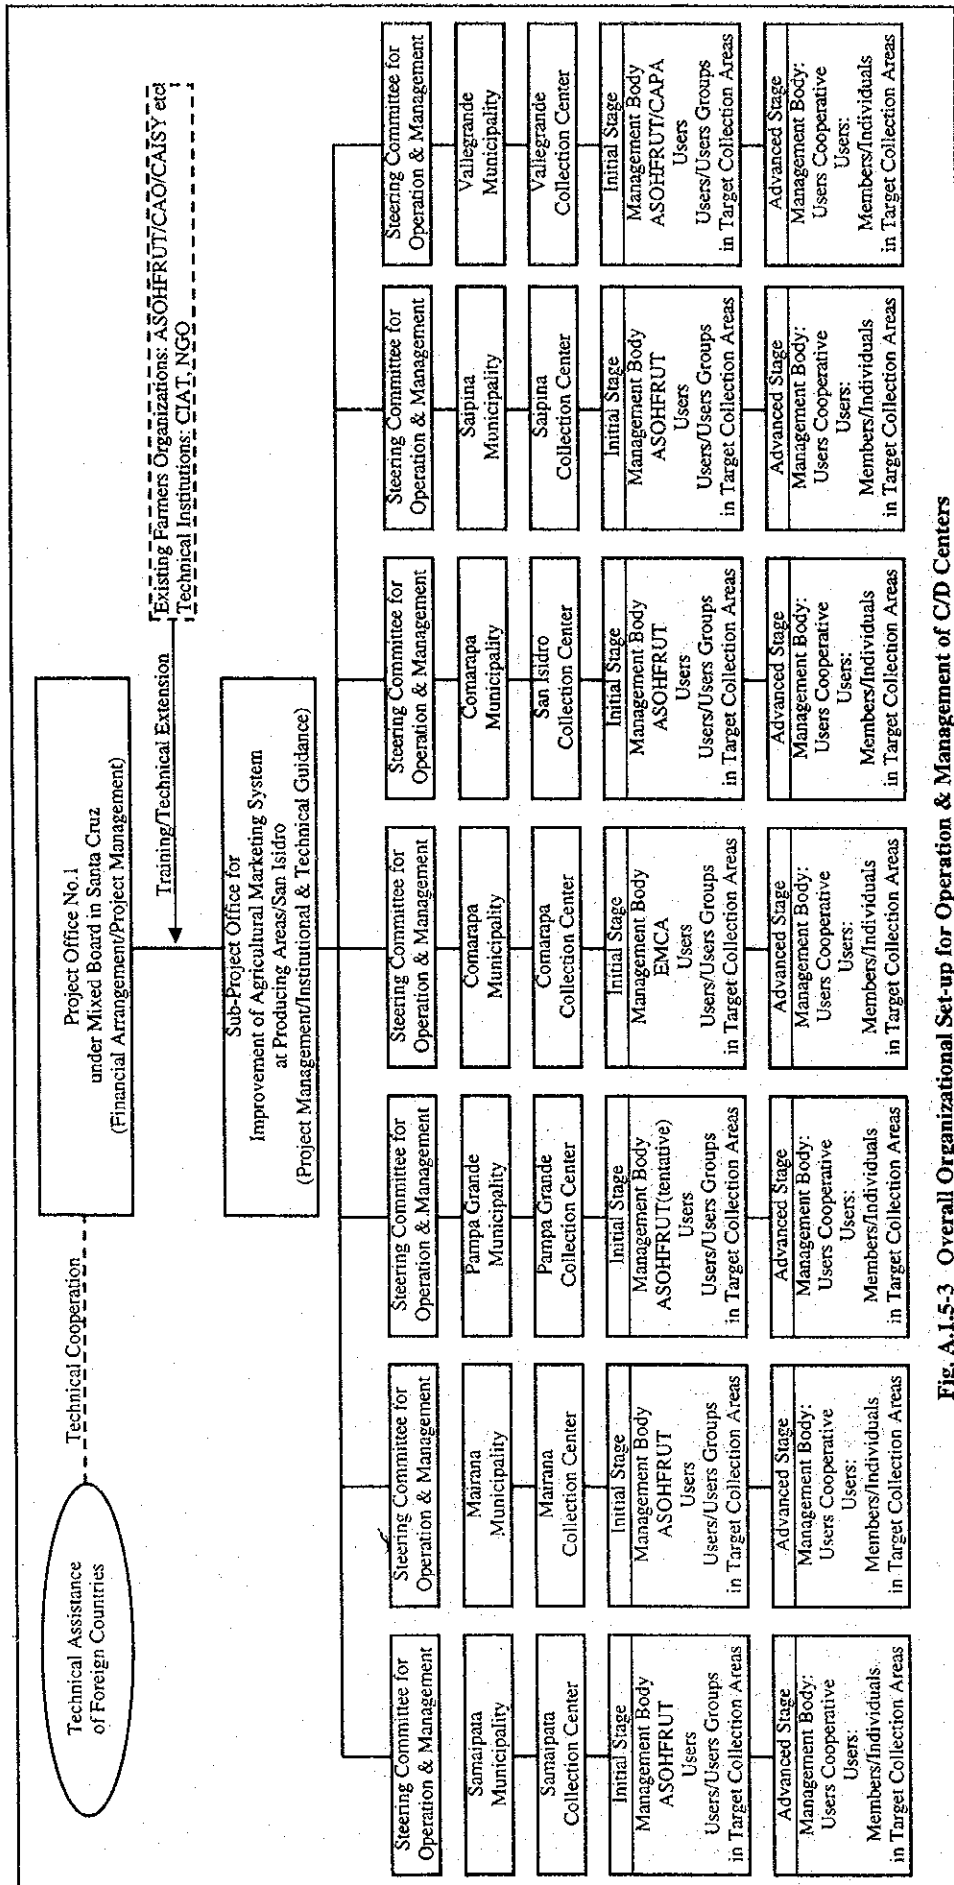 Technical Assistance
of Foreign Countries
Technical Cooperation
Project Office No.1
under Mixed Board in Santa Cruz
(Financial Arrangement/Project Management)
Training/Technical Extension
Existing Farmers Organizations: ASOHFRUT/CAO/CAISY etc
Technical Institutions: CIAT, NGO
Sub-Project Office for
Improvement of Agricultural Marketing System
at Producing Areas/San Isidro
(Project Management/Institutional & Technical Guidance)
Steering Committee for
Operation & Management
Samaipata
Municipality
Samaipata
Collection Center
Initial Stage
Management Body
ASOHFRUT
Users
Users/Users Groups
in Target Collection Areas
Advanced Stage
Management Body:
Users Cooperative
Users:
Members/Individuals
in Target Collection Areas
Steering Committee for
Operation & Management
Mairana
Municipality
Mairana
Collection Center
Initial Stage
Management Body
ASOHFRUT
Users
Users/Users Groups
in Target Collection Areas
Advanced Stage
Management Body:
Users Cooperative
Users:
Members/Individuals
in Target Collection Areas
Steering Committee for
Operation & Management
Pampa Grande
Municipality
Pampa Grande
Collection Center
Initial Stage
Management Body
ASOHFRUT(tentative)
Users
Users/Users Groups
in Target Collection Areas
Advanced Stage
Management Body:
Users Cooperative
Users:
Members/Individuals
in Target Collection Areas
Steering Committee for
Operation & Management
Comarapa
Municipality
Comarapa
Collection Center
Initial Stage
Management Body
EMCA
Users
Users/Users Groups
in Target Collection Areas
Advanced Stage
Management Body:
Users Cooperative
Users:
Members/Individuals
in Target Collection Areas
Steering Committee for
Operation & Management
Comarapa
Municipality
San Isidro
Collection Center
Initial Stage
Management Body
ASOHFRUT
Users
Users/Users Groups
in Target Collection Areas
Advanced Stage
Management Body:
Users Cooperative
Users:
Members/Individuals
in Target Collection Areas
Steering Committee for
Operation & Management
Saipina
Municipality
Saipina
Collection Center
Initial Stage
Management Body
ASOHFRUT
Users
Users/Users Groups
in Target Collection Areas
Advanced Stage
Management Body:
Users Cooperative
Users:
Members/Individuals
in Target Collection Areas
Steering Committee for
Operation & Management
Vallegrande
Municipality
Vallegrande
Collection Center
Initial Stage
Management Body
ASOHFRUT/CAPA
Users
Users/Users Groups
in Target Collection Areas
Advanced Stage
Management Body:
Users Cooperative
Users:
Members/Individuals
in Target Collection Areas
Fig. A.1.5-3 Overall Organizational Set-up for Operation & Management of C/D Centers